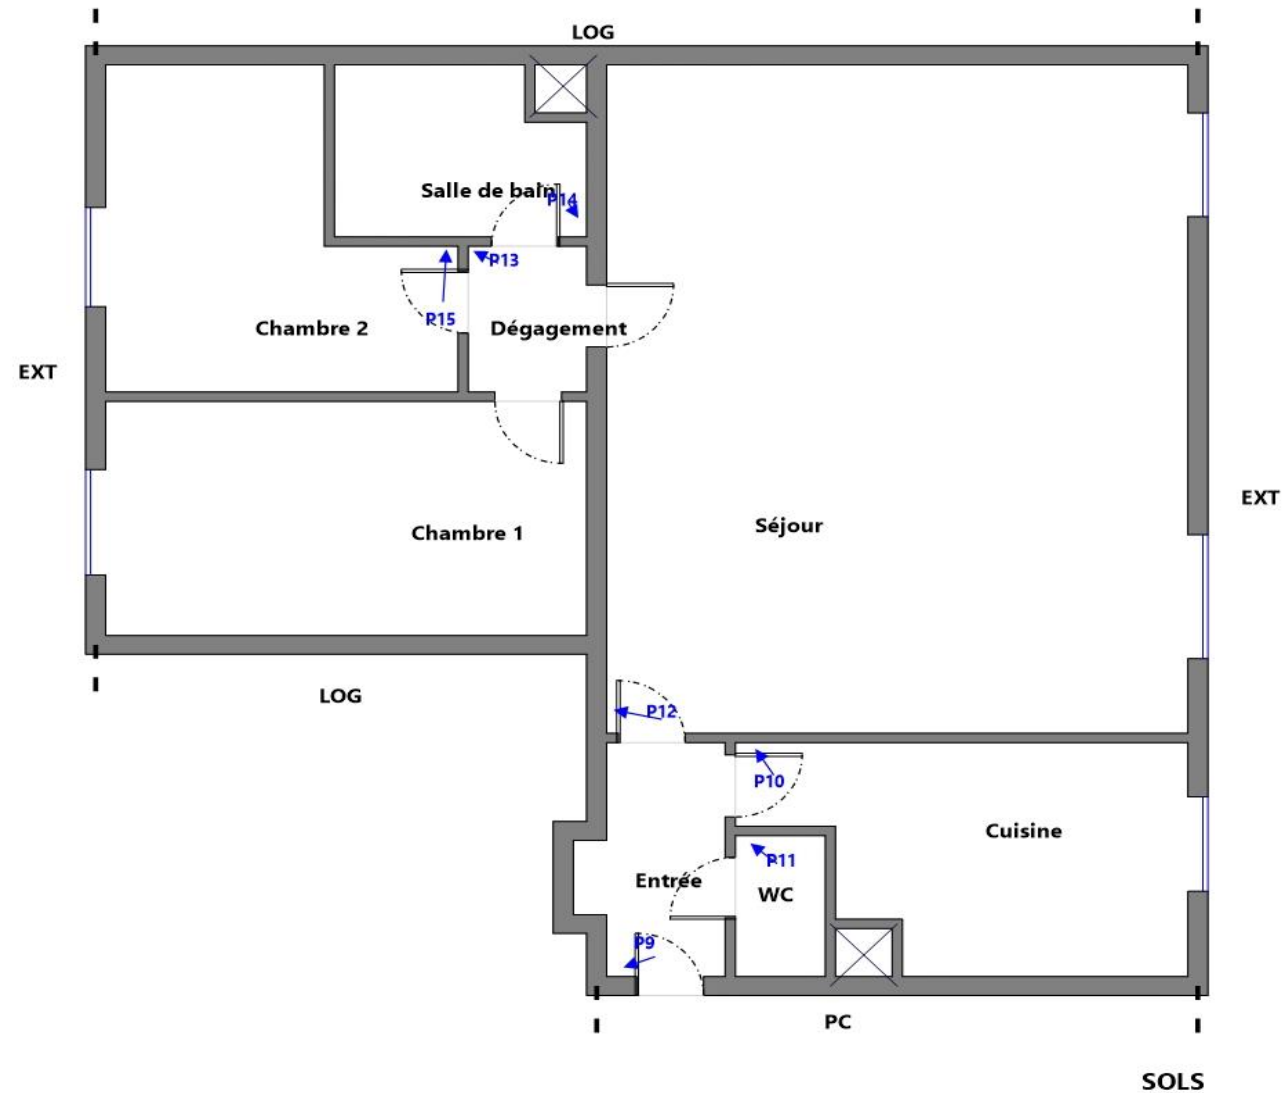 LOG
Salle de bain
P14
P13
P15
Chambre 2
Dégagement
EXT
EXT
Séjour
Chambre 1
LOG
P12
P10
Cuisine
P11
Entrée
WC
P9
PC
SOLS